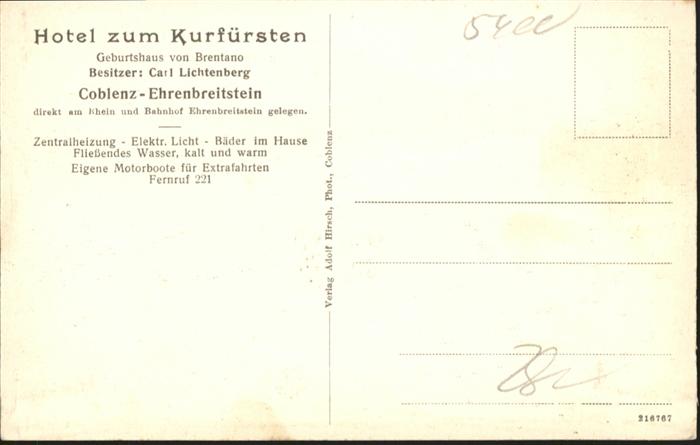 Hotel zum Kurfürsten
Geburtshaus von Brentano
Besitzer: Carl Lichtenberg
Coblenz-Ehrenbreitstein
direkt am Rhein und Bahnhof Ehrenbreitstein gelegen.
Zentralheizung - Elektr. Licht - Bäder im Hause
Fließendes Wasser, kalt und warm
Eigene Motorboote für Extrafahrten
Fernruf 221
Verlag Adolf Hirsch, Phot., Coblenz
216767